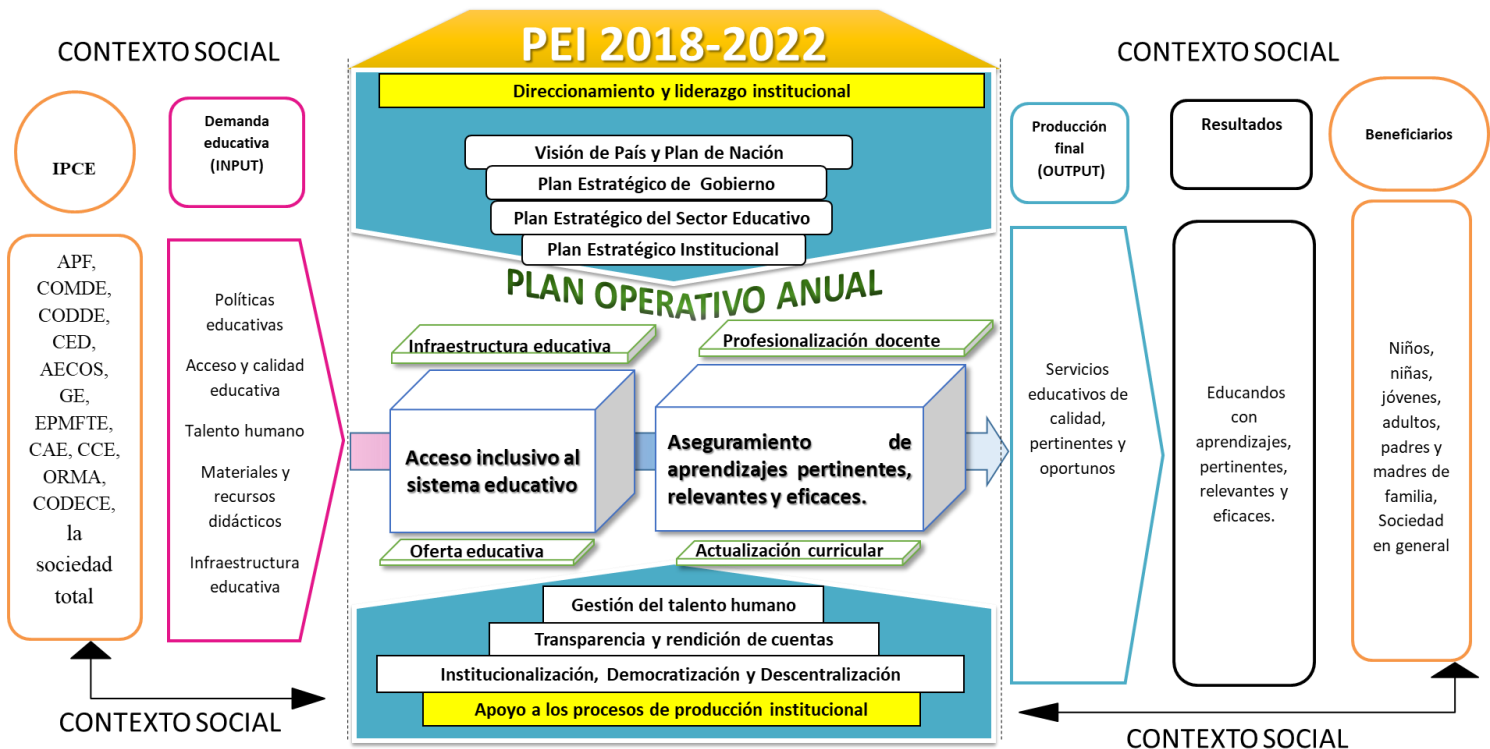 CONTEXTO SOCIAL
IPCE
APF,
COMDE,
CODDE,
CED,
AECOS,
GE,
EPMFTE,
CAE, CCE,
ORMA,
CODECE,
la
sociedad
total
Demanda
educativa
(INPUT)
Políticas
educativas
Acceso y calidad
educativa
Talento humano
Materiales y
recursos
didácticos
Infraestructura
educativa
CONTEXTO SOCIAL
PEI 2018-2022
Direccionamiento y liderazgo institucional
Visión de País y Plan de Nación
Plan Estratégico de Gobierno
Plan Estratégico del Sector Educativo
Plan Estratégico Institucional
PLAN OPERATIVO ANUAL
Infraestructura educativa
Profesionalización docente
Acceso inclusivo al
sistema educativo
Aseguramiento de
aprendizajes pertinentes,
relevantes y eficaces.
Oferta educativa
Actualización curricular
Gestión del talento humano
Transparencia y rendición de cuentas
Institucionalización, Democratización y Descentralización
Apoyo a los procesos de producción institucional
CONTEXTO SOCIAL
Producción
final
(OUTPUT)
Servicios
educativos de
calidad,
pertinentes y
oportunos
Resultados
Educandos
con
aprendizajes,
pertinentes,
relevantes y
eficaces.
Beneficiarios
Niños,
niñas,
jóvenes,
adultos,
padres y
madres de
familia,
Sociedad
en general
CONTEXTO SOCIAL